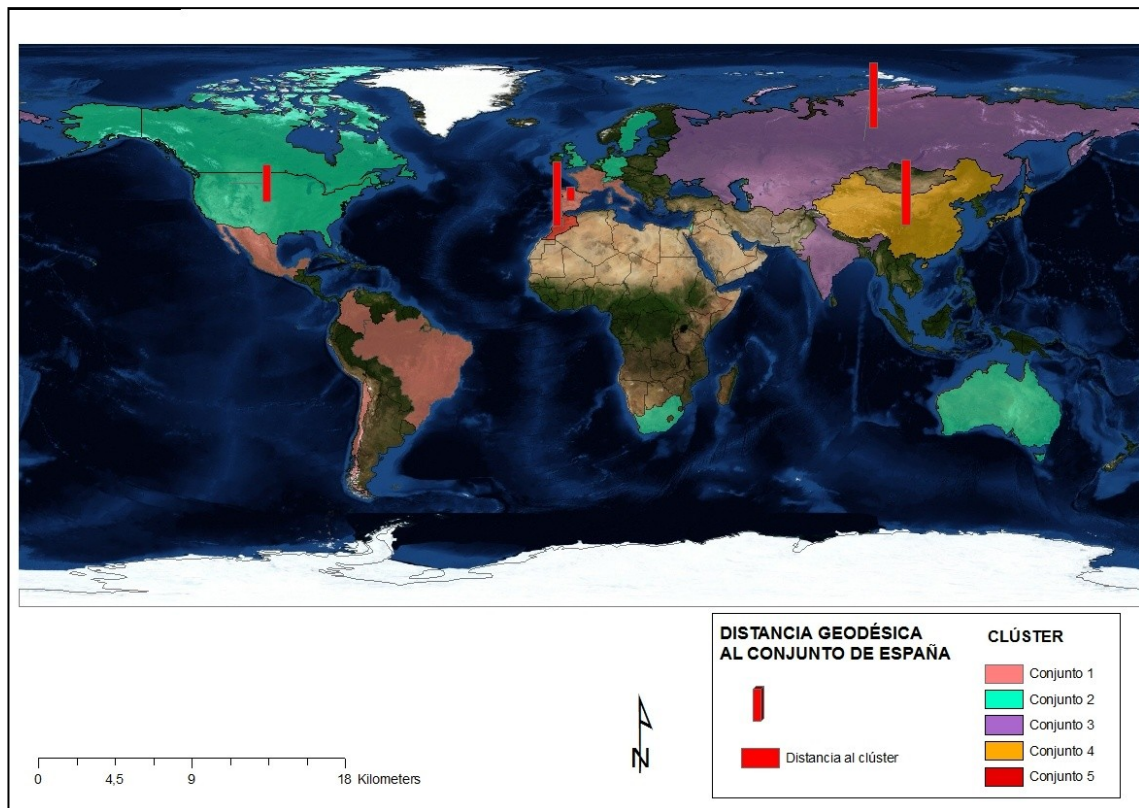 DISTANCIA GEODÉSICA
AL CONJUNTO DE ESPAÑA
Distancia al clúster
CLÚSTER
Conjunto 1
Conjunto 2
Conjunto 3
Conjunto 4
Conjunto 5
N
0 4,5 9 18 Kilometers